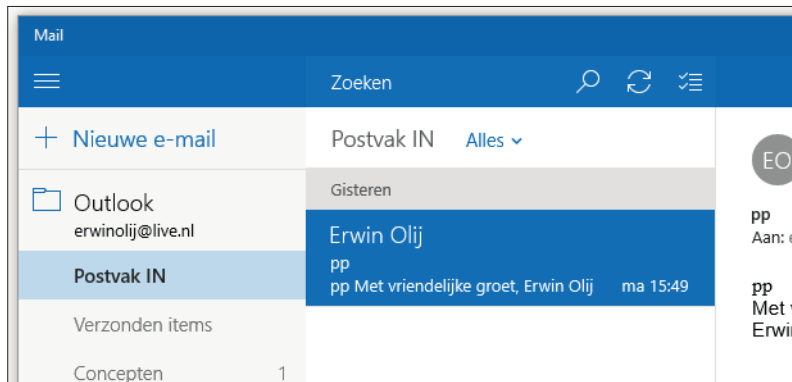 Mail
Zoeken
Nieuwe e-mail
Outlook
erwinolij@live.nl
Postvak IN
Verzonden items
Concepten 1
Postvak IN Alles
Gisteren
Erwin Olij
pp
pp Met vriendelijke groet, Erwin Olij ma 15:49
EO
pp
Aan:
pp
Met